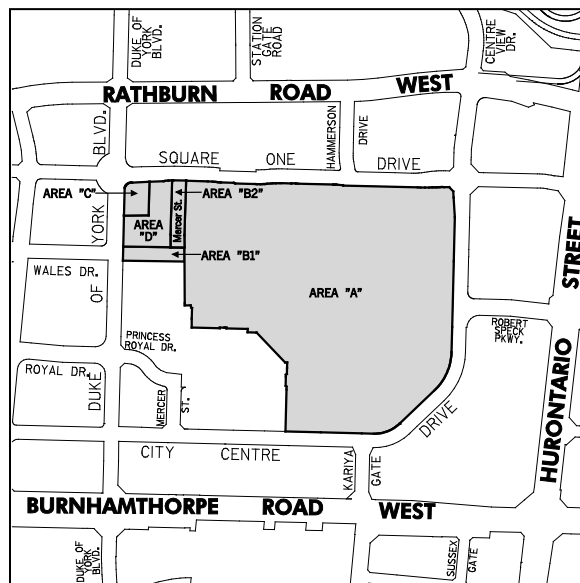 DUKE OF
YORK
BLVD.
STATION
GATE
ROAD
CENTRE
VIEW
DR.
RATHBURN ROAD WEST
BLVD.
HAMMERSON
DRIVE
SQUARE ONE DRIVE
AREA "C"
AREA "B2"
YORK
AREA
"D"
Mercer St.
STREET
AREA "B1"
WALES DR.
OF
AREA "A"
ROBERT
SPECK
PKWY.
PRINCESS
ROYAL DR.
ROYAL DR.
DUKE
MERCER
ST.
DRIVE
HURONTARIO
CITY CENTRE
KARIYA
GATE
BURNHAMTHORPE ROAD WEST
DUKE OF
YORK
BLVD.
SUSSEX
GATE